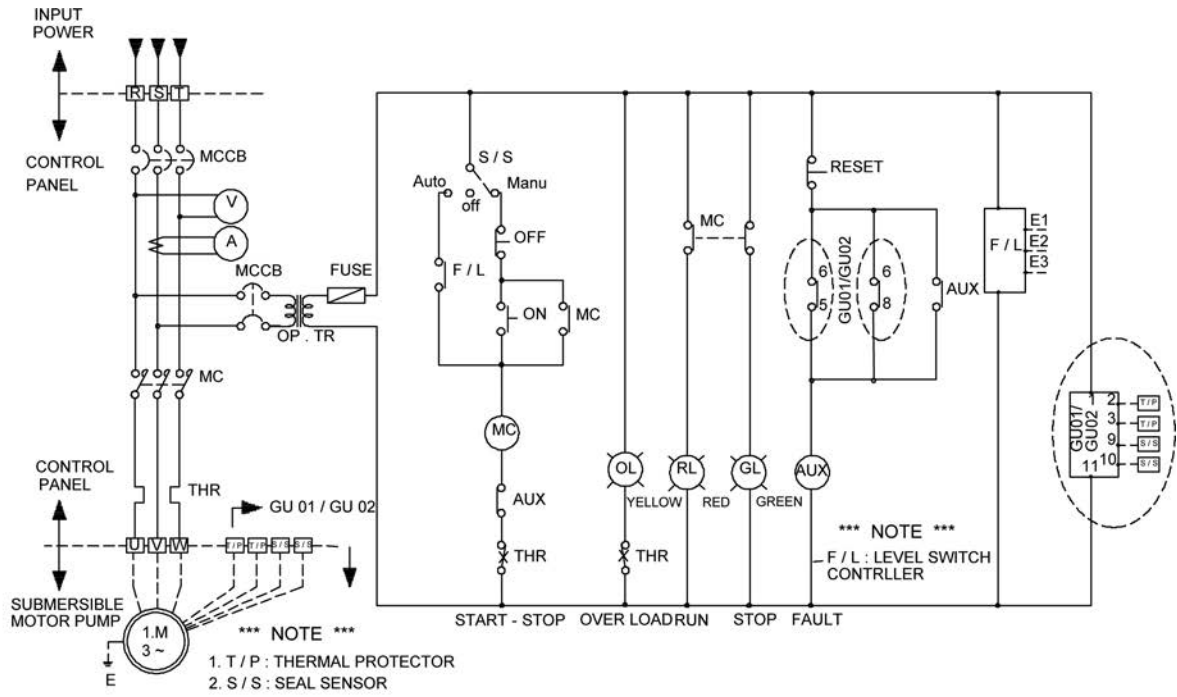 INPUT
POWER
R S T
CONTROL
PANEL
MCCB
V
A
MCCB
FUSE
OP . TR
MC
CONTROL
PANEL
THR
GU 01 / GU 02
U V W
T / P T / P S / S S / S
SUBMERSIBLE
MOTOR PUMP
1.M
3 ~
E
*** NOTE ***
1. T / P : THERMAL PROTECTOR
2. S / S : SEAL SENSOR
S / S
Auto
off
Manu
OFF
F / L
ON
MC
MC
AUX
THR
START - STOP
OL
YELLOW
THR
OVER LOAD
MC
RL
RED
RUN
GL
GREEN
STOP
RESET
6
5
GU01/GU02
6
8
AUX
AUX
FAULT
*** NOTE ***
F / L : LEVEL SWITCH
CONTRLLER
F / L
E1
E2
E3
GU01/
GU02
1
2 T / P
3 T / P
9 S / S
10 S / S
11